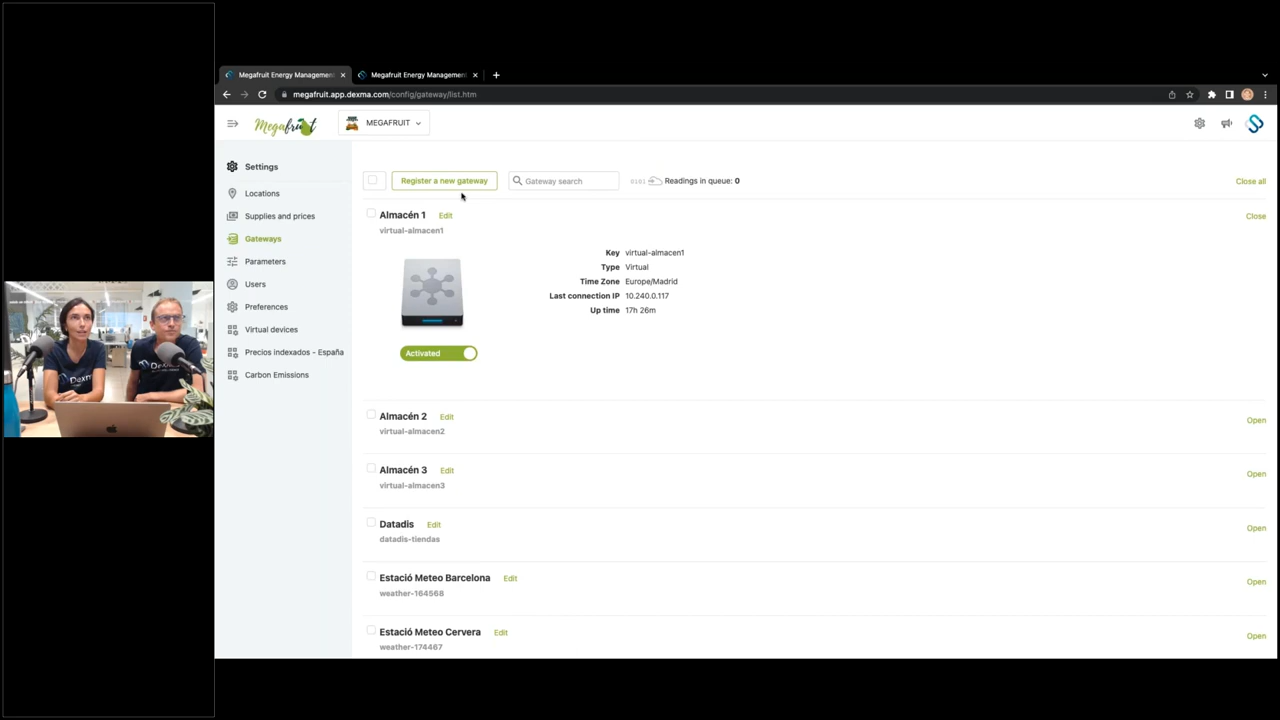 Megafruit Energy Management
Megafruit Energy Management
megafruit.app.dexma.com/config/gateway/list.htm
Megafruit
MEGAFRUIT
Settings
Locations
Supplies and prices
Gateways
Parameters
Users
Preferences
Virtual devices
Precios indexados - España
Carbon Emissions
Register a new gateway
Gateway search
Readings in queue: 0
Close all
Almacén 1 Edit
Close
virtual-almacen1
Key virtual-almacen1
Type Virtual
Time Zone Europe/Madrid
Last connection IP 10.240.0.117
Up time 17h 26m
Activated
Almacén 2 Edit
Open
virtual-almacen2
Almacén 3 Edit
Open
virtual-almacen3
Datadis Edit
Open
datadis-tiendas
Estació Meteo Barcelona Edit
Open
weather-164568
Estació Meteo Cervera Edit
Open
weather-174467
Dexma
Dexma